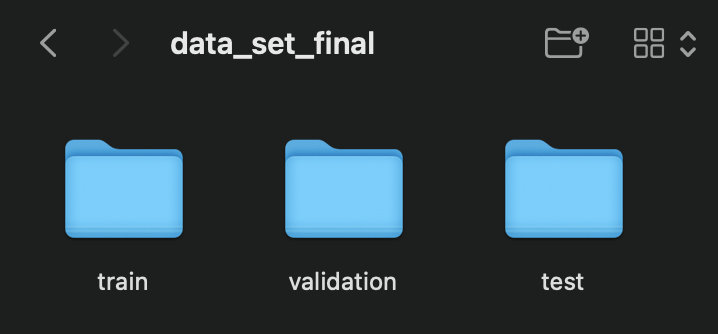 data_set_final
train
validation
test